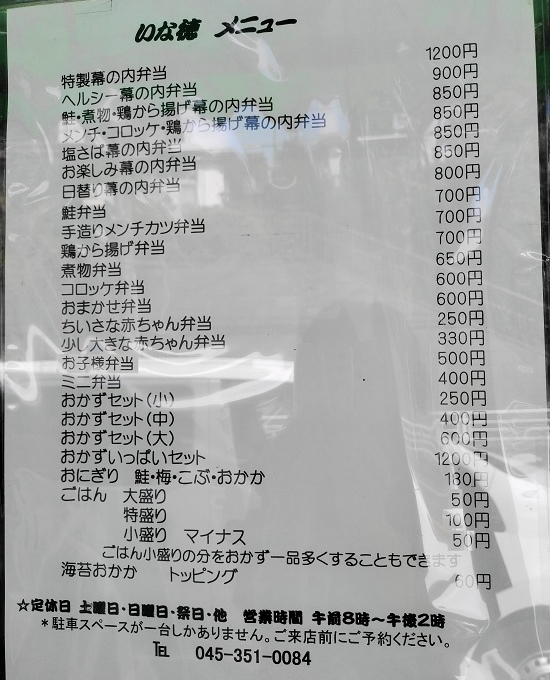 いな穂 メニュー
特製幕の内弁当 1200円
ヘルシー幕の内弁当 900円
鮭・煮物・鶏から揚げ幕の内弁当 850円
メンチ・コロッケ・鶏から揚げ幕の内弁当 850円
塩さば幕の内弁当 850円
お楽しみ幕の内弁当 850円
日替り幕の内弁当 800円
鮭弁当 700円
手造りメンチカツ弁当 700円
鶏から揚げ弁当 700円
煮物弁当 650円
コロッケ弁当 600円
おまかせ弁当 600円
ちいさな赤ちゃん弁当 250円
少し大きな赤ちゃん弁当 330円
お子様弁当 500円
ミニ弁当 400円
おかずセット(小) 250円
おかずセット(中) 400円
おかずセット(大) 600円
おかずいっぱいセット 1200円
おにぎり 鮭・梅・こぶ・おかか 180円
ごはん 大盛り 50円
特盛り 100円
小盛り マイナス 50円
ごはん小盛りの分をおかず一品多くすることもできます
海苔おかか トッピング 60円
☆定休日 土曜日・日曜日・祭日・他 営業時間 午前8時～午後2時
*駐車スペースが一台しかありません。ご来店前にご予約ください。
℡ 045-351-0084